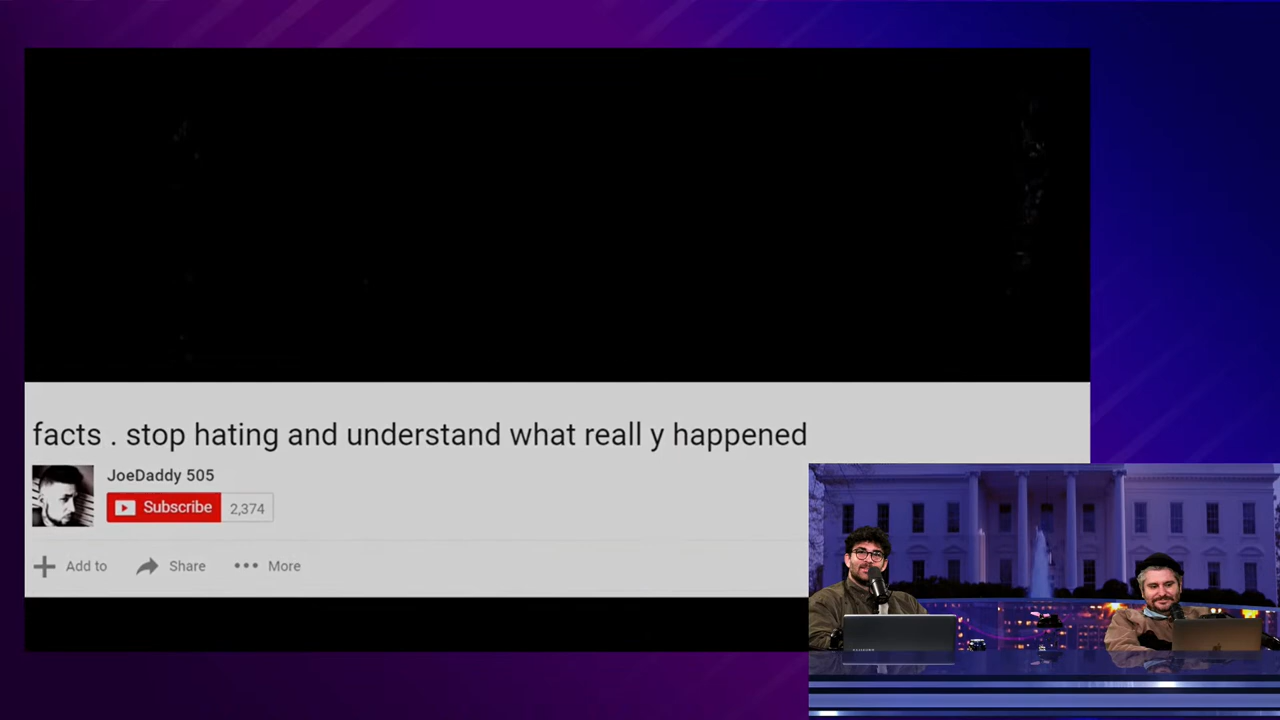 facts . stop hating and understand what reall y happened
JoeDaddy 505
Subscribe 2,374
Add to Share More